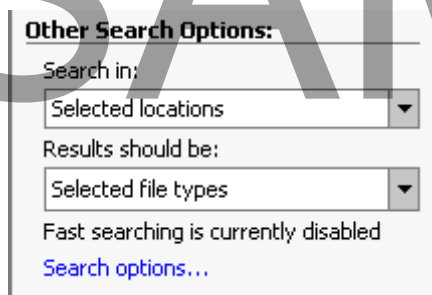 Other Search Options:
Search in:
Selected locations
Results should be:
Selected file types
Fast searching is currently disabled
Search options...